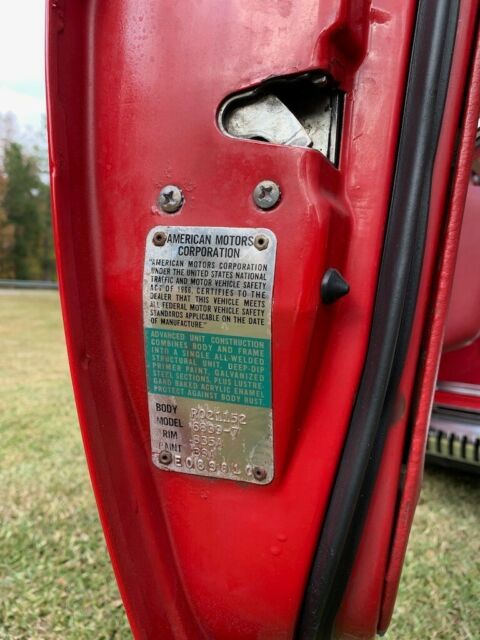 AMERICAN MOTORS
CORPORATION
"AMERICAN MOTORS CORPORATION
UNDER THE UNITED STATES NATIONAL
TRAFFIC AND MOTOR VEHICLE SAFETY
ACT OF 1966, CERTIFIES TO THE
DEALER THAT THIS VEHICLE MEETS
ALL FEDERAL MOTOR VEHICLE SAFETY
STANDARDS APPLICABLE ON THE DATE
OF MANUFACTURE."
ADVANCED UNIT CONSTRUCTION
COMBINES BODY AND FRAME
INTO A SINGLE ALL-WELDED
STRUCTURAL UNIT, DEEP-DIP
PRIMER PAINT, GALVANIZED
STEEL SECTIONS, PLUS LUSTRE-
GARD BAKED ACRYLIC ENAMEL
PROTECT AGAINST BODY RUST.
BODY R021152
MODEL
TRIM 835A
PAINT